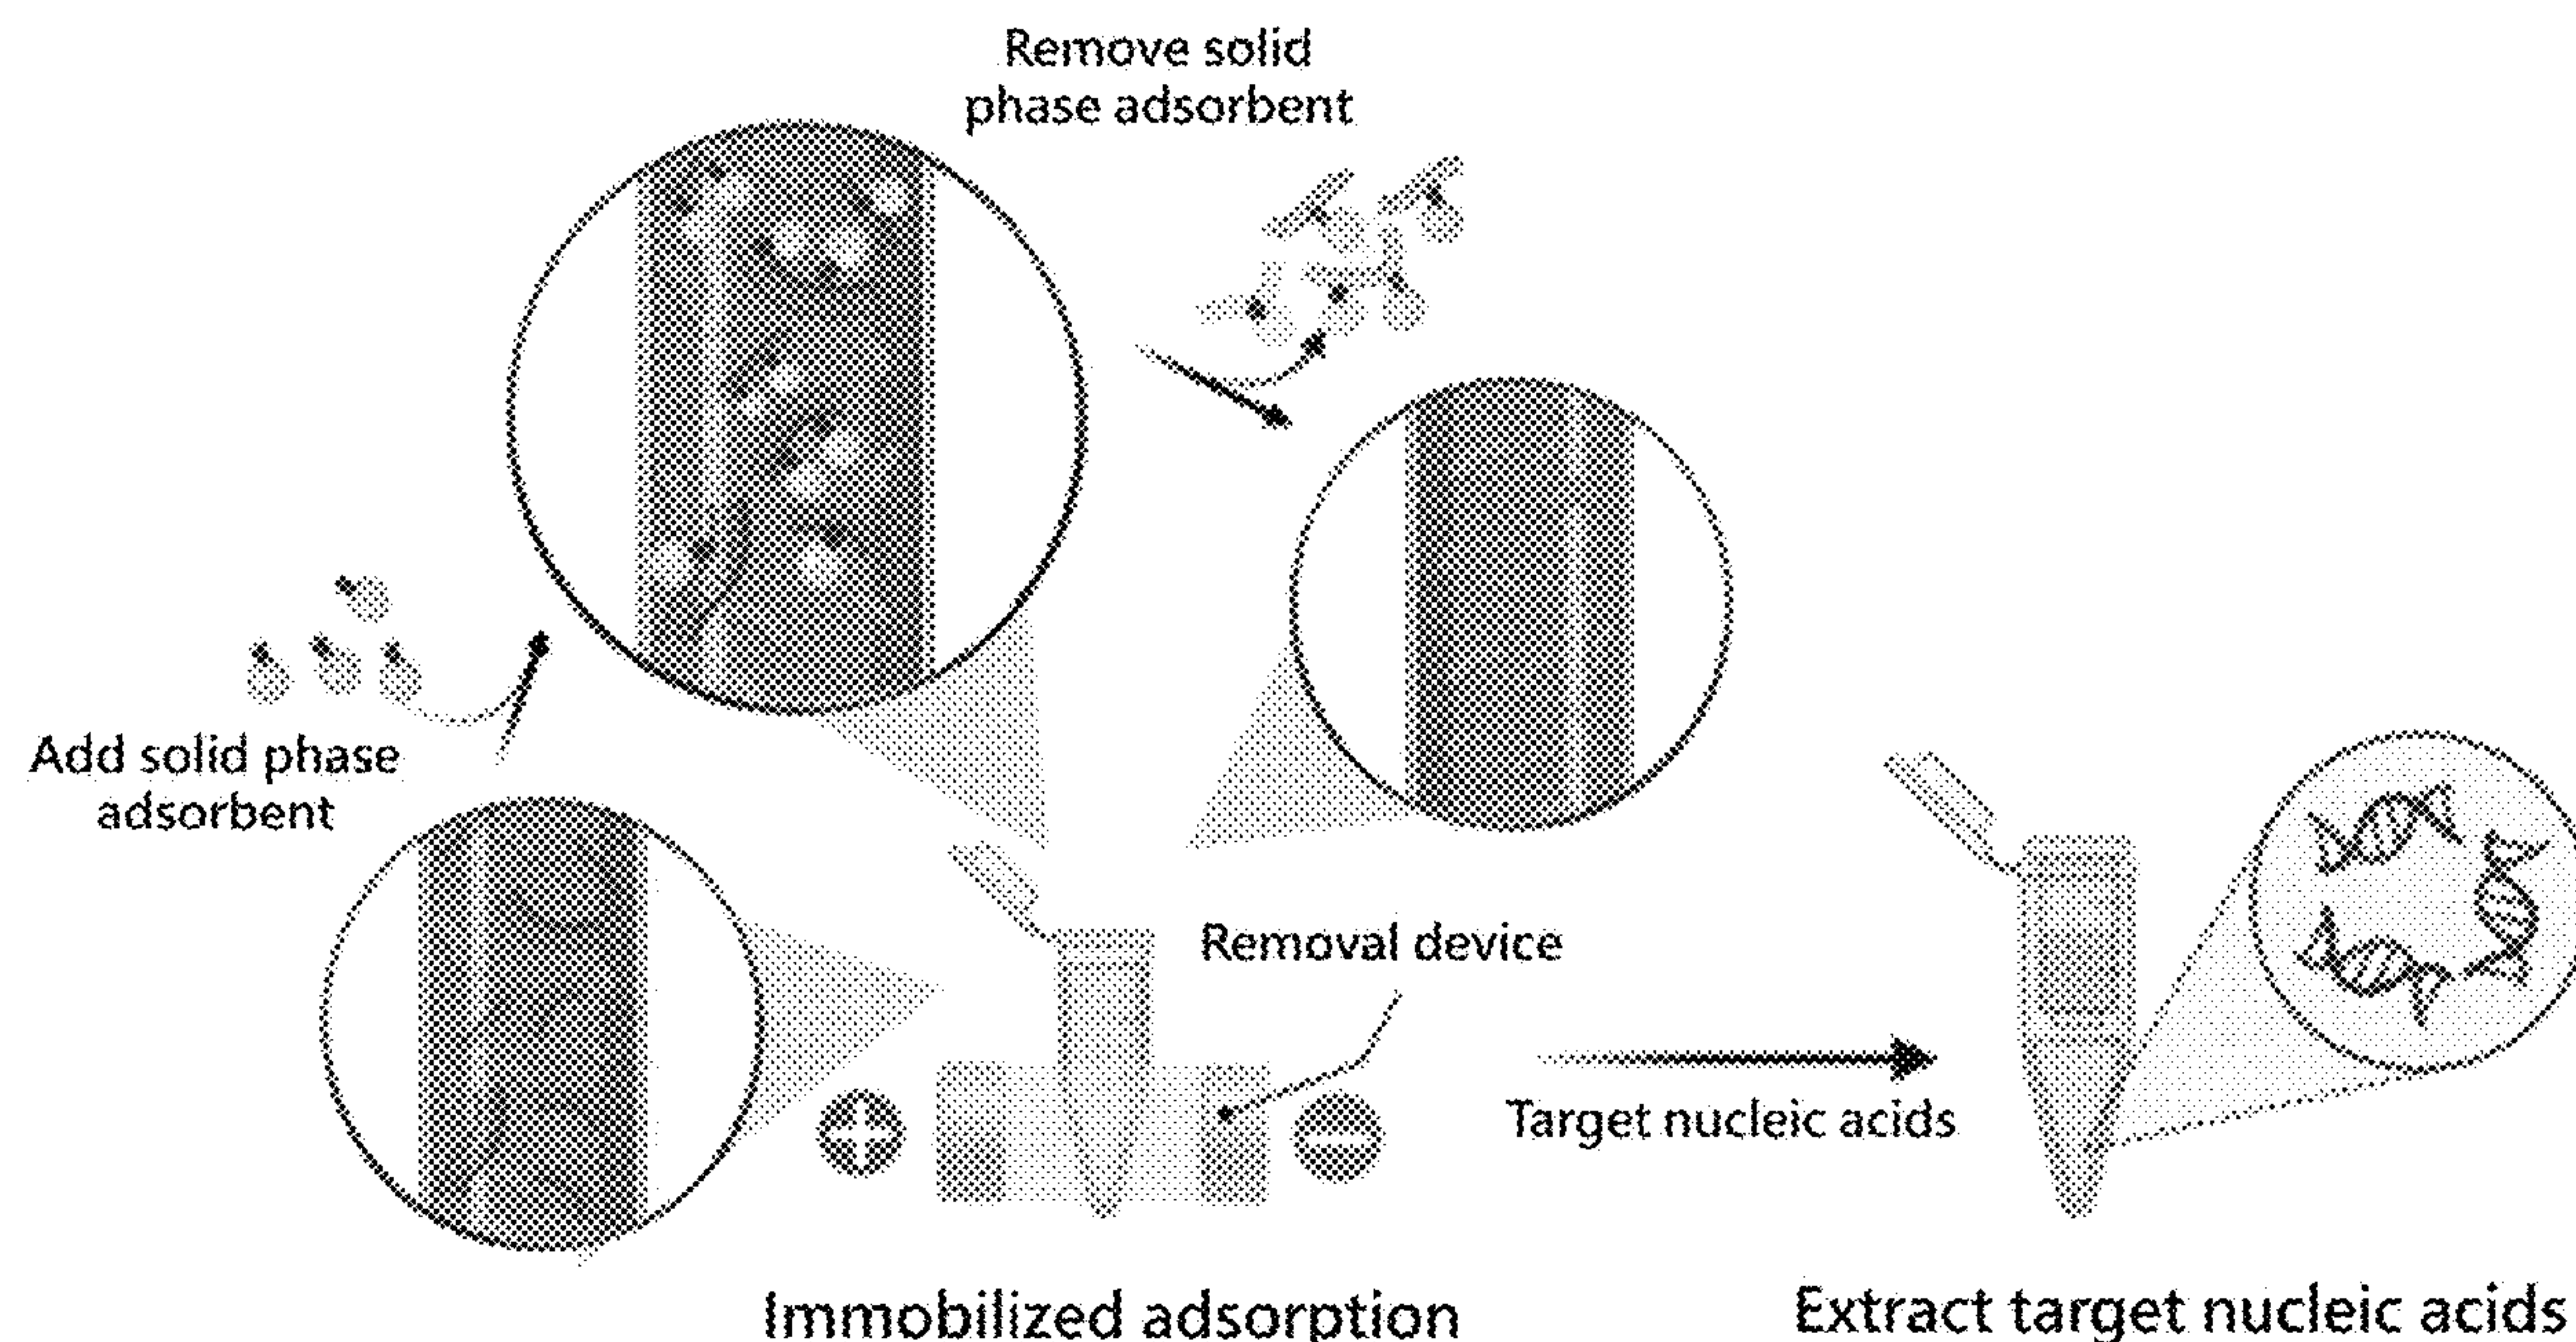 Remove solid
phase adsorbent
Add solid phase
adsorbent
Removal device
Target nucleic acids
Immobilized adsorption
Extract target nucleic acids